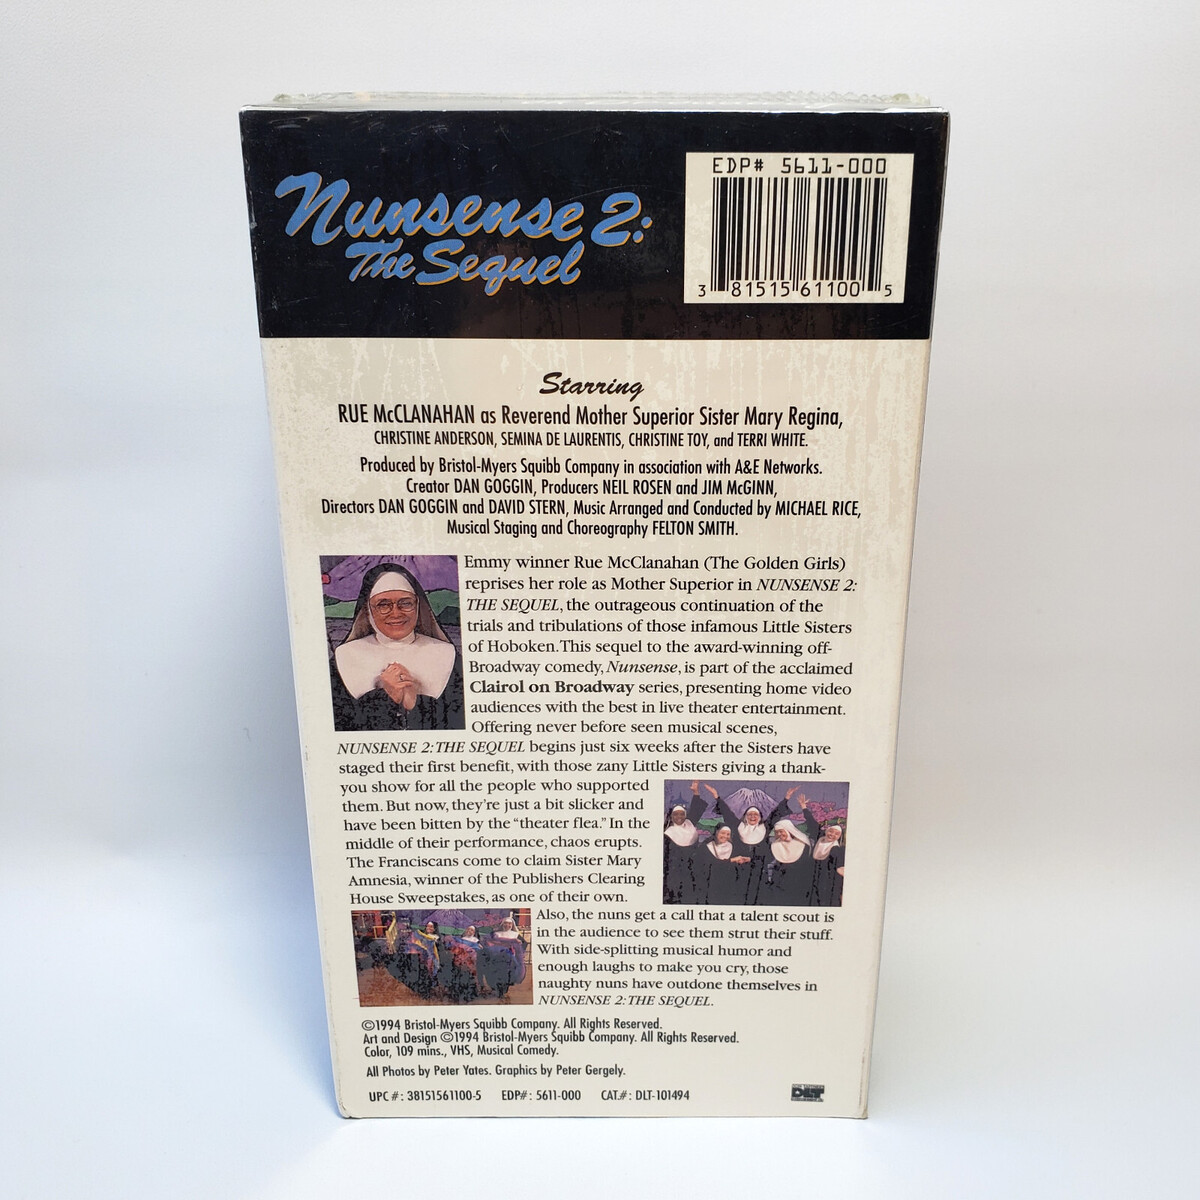 Nunsense 2:
The Sequel
EDP# 5611-000
3 81515 61100 5
Starring
RUE McCLANAHAN as Reverend Mother Superior Sister Mary Regina,
CHRISTINE ANDERSON, SEMINA DE LAURENTIS, CHRISTINE TOY, and TERRI WHITE.
Produced by Bristol-Myers Squibb Company in association with A&E Networks.
Creator DAN GOGGIN, Producers NEIL ROSEN and JIM McGINN,
Directors DAN GOGGIN and DAVID STERN, Music Arranged and Conducted by MICHAEL RICE,
Musical Staging and Choreography FELTON SMITH.
Emmy winner Rue McClanahan (The Golden Girls)
reprises her role as Mother Superior in NUNSENSE 2:
THE SEQUEL, the outrageous continuation of the
trials and tribulations of those infamous Little Sisters
of Hoboken. This sequel to the award-winning off-
Broadway comedy, Nunsense, is part of the acclaimed
Clairol on Broadway series, presenting home video
audiences with the best in live theater entertainment.
Offering never before seen musical scenes,
NUNSENSE 2: THE SEQUEL begins just six weeks after the Sisters have
staged their first benefit, with those zany Little Sisters giving a thank-
you show for all the people who supported
them. But now, they're just a bit slicker and
have been bitten by the "theater flea." In the
middle of their performance, chaos erupts.
The Franciscans come to claim Sister Mary
Amnesia, winner of the Publishers Clearing
House Sweepstakes, as one of their own.
Also, the nuns get a call that a talent scout is
in the audience to see them strut their stuff.
With side-splitting musical humor and
enough laughs to make you cry, those
naughty nuns have outdone themselves in
NUNSENSE 2: THE SEQUEL.
©1994 Bristol-Myers Squibb Company. All Rights Reserved.
Art and Design ©1994 Bristol-Myers Squibb Company. All Rights Reserved.
Color, 109 mins., VHS, Musical Comedy.
All Photos by Peter Yates. Graphics by Peter Gergely.
UPC #: 38151561100-5 EDP#: 5611-000 CAT.#: DLT-101494
DLT